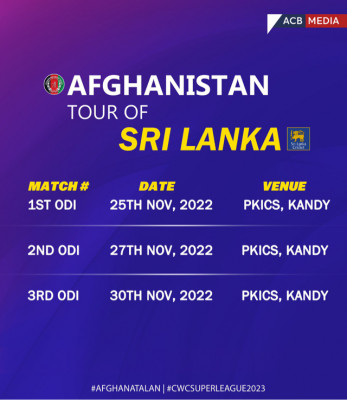 ACB MEDIA
AFGHANISTAN
TOUR OF
SRI LANKA
MATCH # DATE VENUE
1ST ODI 25TH NOV, 2022 PKICS, KANDY
2ND ODI 27TH NOV, 2022 PKICS, KANDY
3RD ODI 30TH NOV, 2022 PKICS, KANDY
#AFGHANATALAN | #CWCSUPERLEAGUE2023